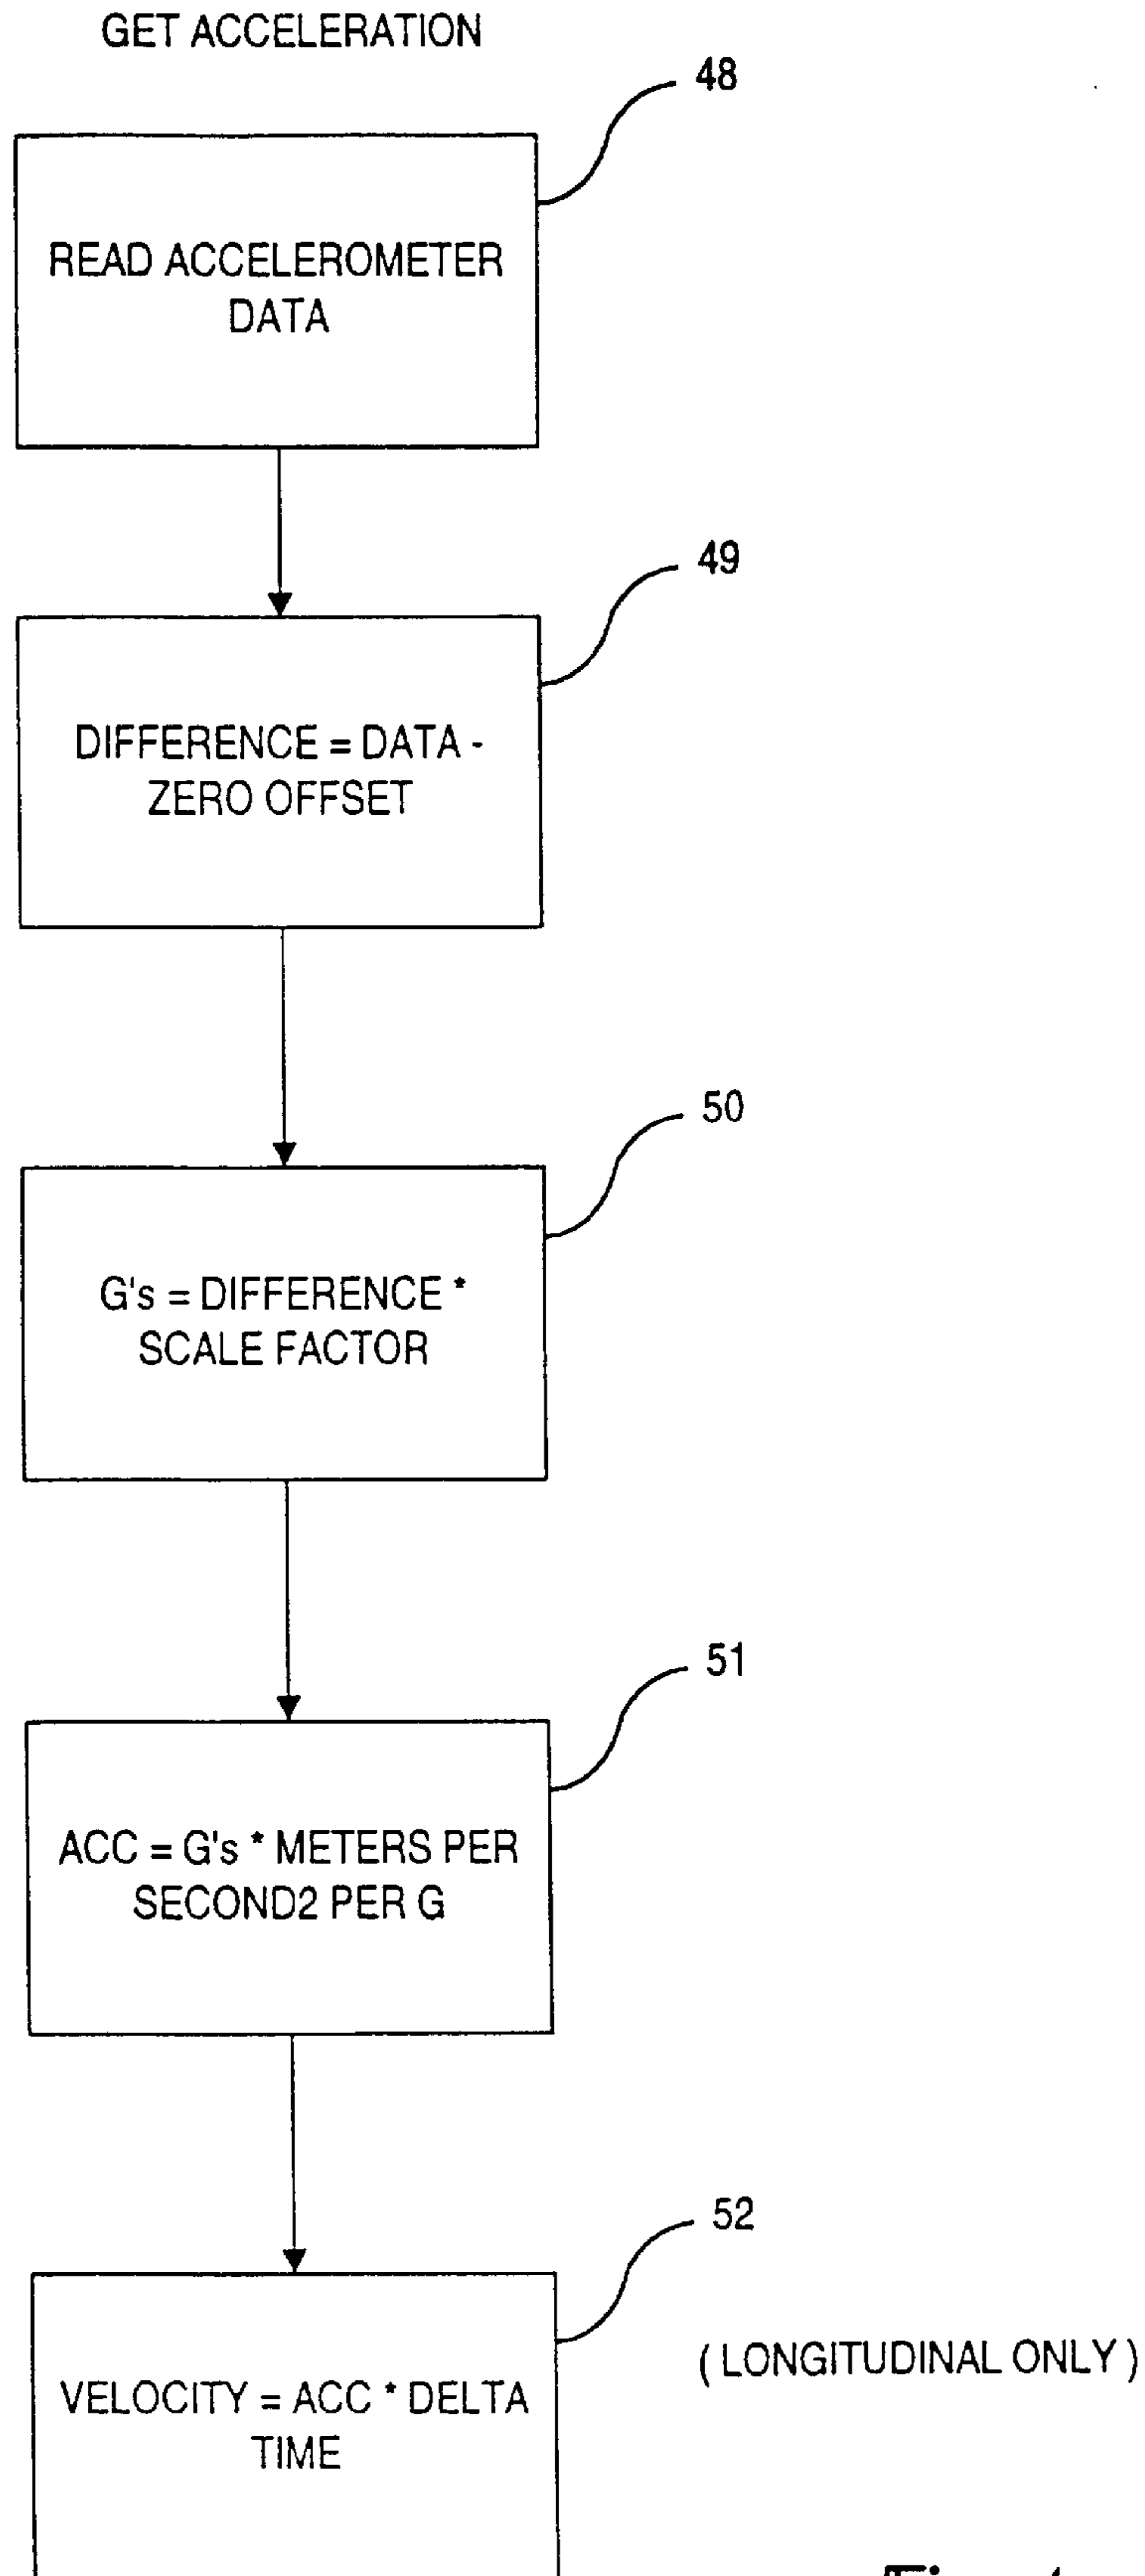 GET ACCELERATION
48
READ ACCELEROMETER
DATA
49
DIFFERENCE = DATA -
ZERO OFFSET
50
G's = DIFFERENCE *
SCALE FACTOR
51
ACC = G's * METERS PER
SECOND2 PER G
52
( LONGITUDINAL ONLY )
VELOCITY = ACC * DELTA
TIME